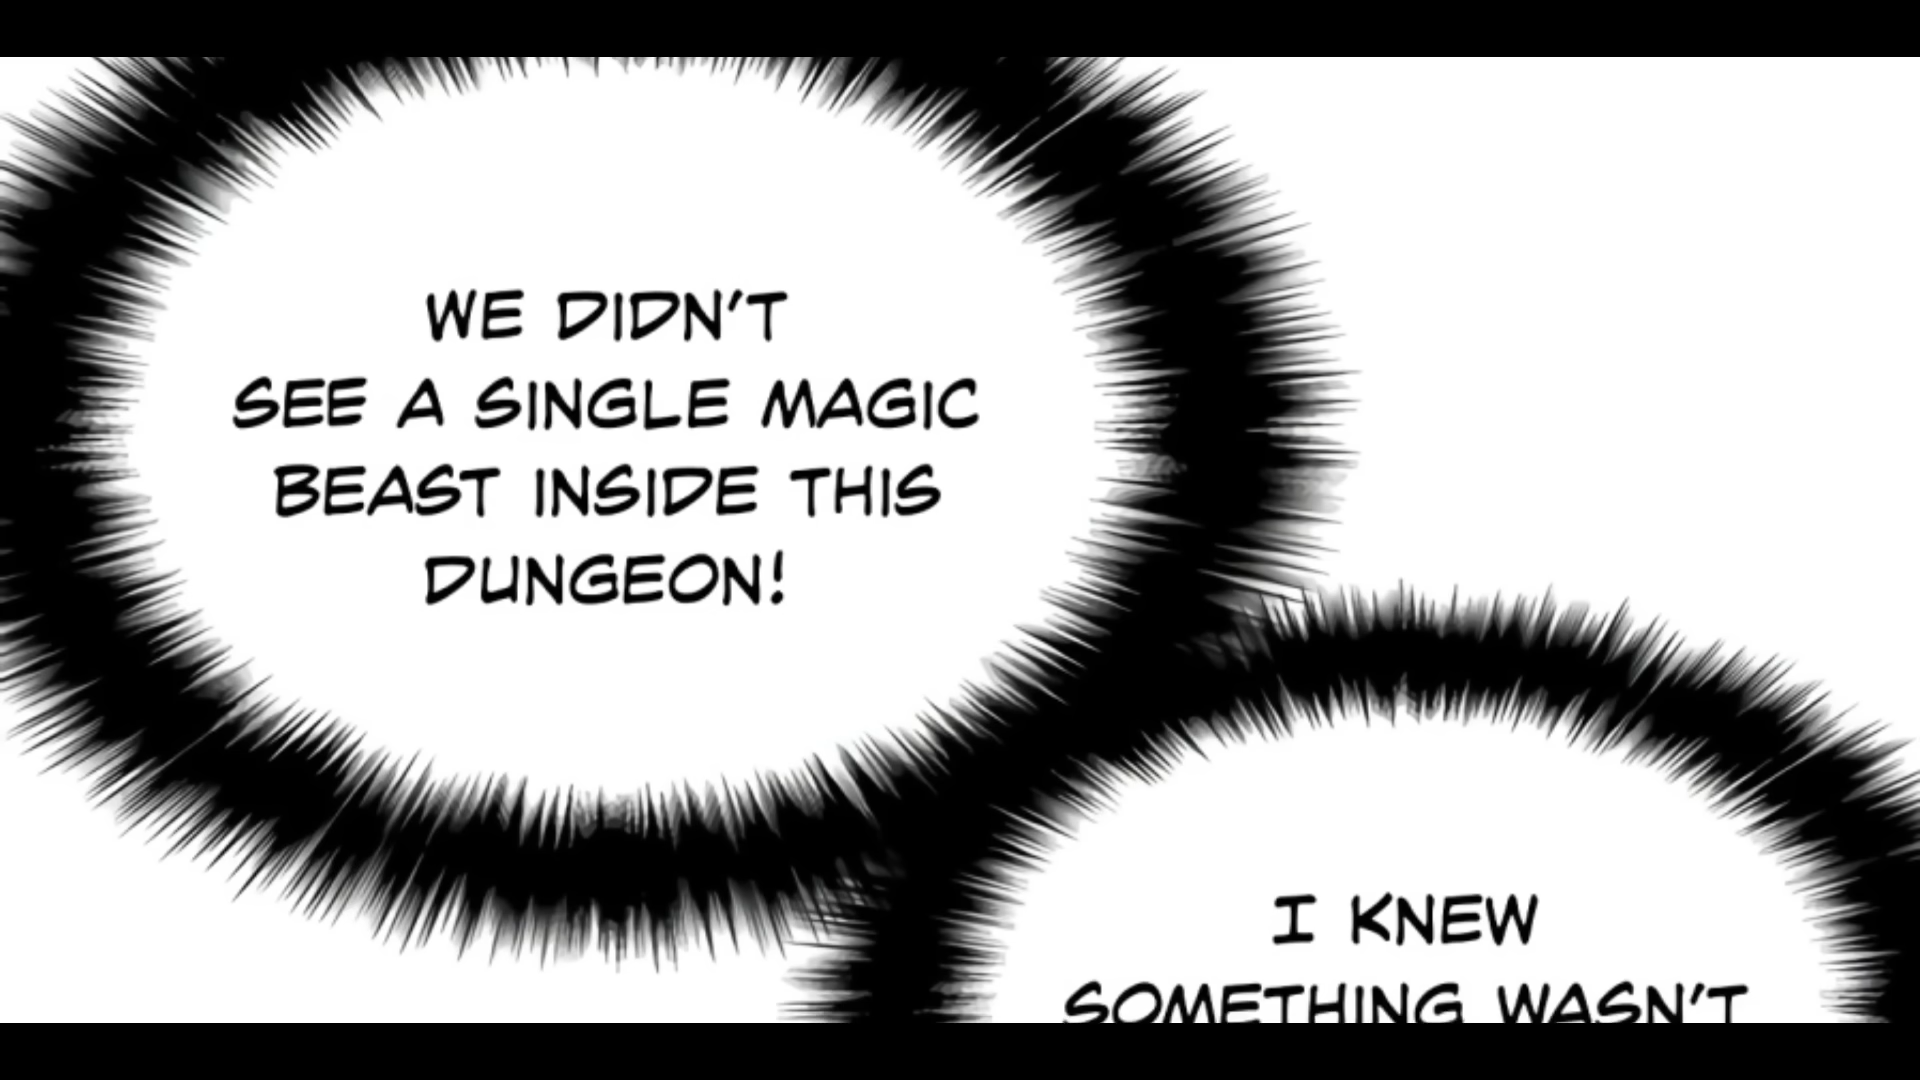 WE DIDN'T
SEE A SINGLE MAGIC
BEAST INSIDE THIS
DUNGEON!
I KNEW
SOMETHING WASN'T